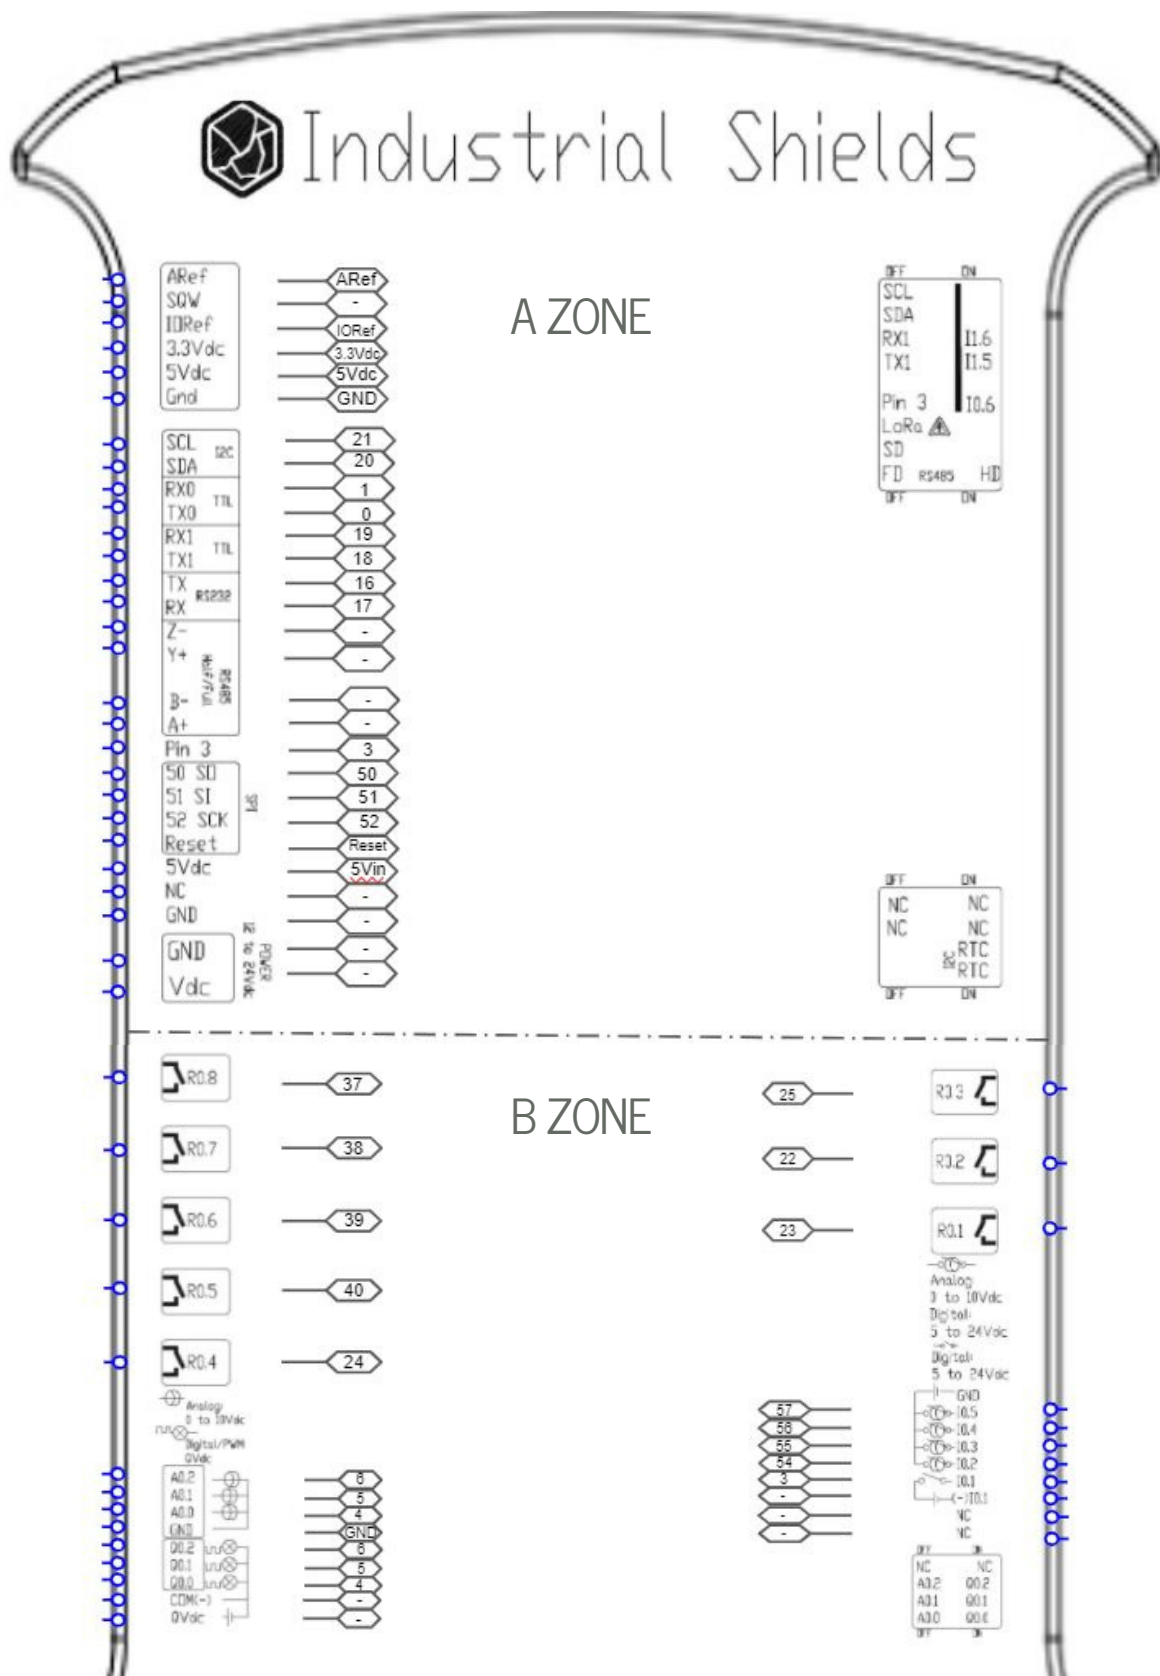 Industrial Shields
A ZONE
ARef ARef
SQW -
IORef IORef
3.3Vdc 3.3Vdc
5Vdc 5Vdc
Gnd GND
SCL 21
I2C
SDA 20
RX0 1
TTL
TX0 0
RX1 19
TTL
TX1 18
TX 16
RS232
RX 17
Z- -
Y+ -
RS485
Half/Full
B- -
A+ -
Pin 3 3
50 SO 50
51 SI 51
SPI
52 SCK 52
Reset Reset
5Vdc 5Vin
NC -
GND -
GND -
Vdc -
POWER
12 to 24Vdc
OFF ON
SCL
SDA
RX1 I1.6
TX1 I1.5
Pin 3 I0.6
LoRa
SD
FD RS485 HD
OFF ON
OFF ON
NC NC
NC NC
I2C
RTC
RTC
OFF ON
B ZONE
R0.8 37
R0.7 38
R0.6 39
R0.5 40
R0.4 24
Analog:
0 to 10Vdc
Digital/PWM
QVdc
A0.2 6
A0.1 5
A0.0 4
GND GND
Q0.2 6
Q0.1 5
Q0.0 4
COM(-) -
QVdc -
25 R0.3
22 R0.2
23 R0.1
Analog:
0 to 10Vdc
Digital:
5 to 24Vdc
Digital:
5 to 24Vdc
GND
57 I0.5
56 I0.4
55 I0.3
54 I0.2
3 I0.1
- (-)I0.1
- NC
- NC
OFF ON
NC NC
A0.2 Q0.2
A0.1 Q0.1
A0.0 Q0.0
OFF ON